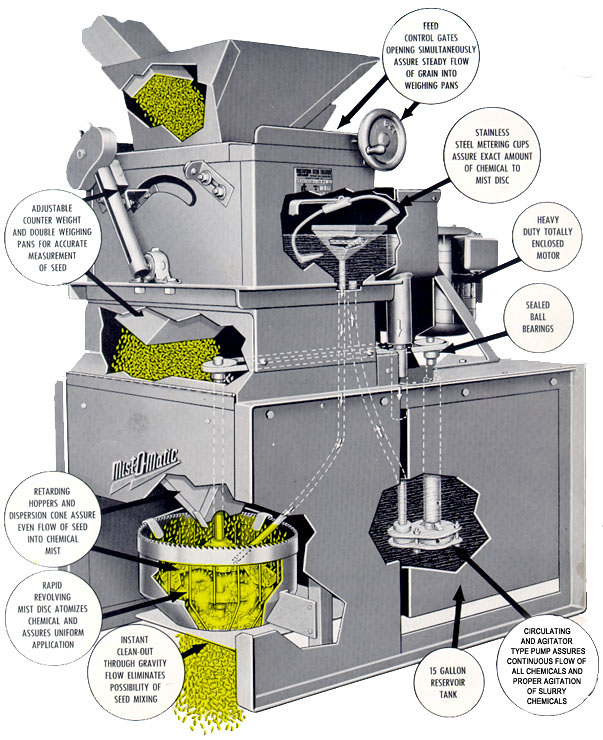 FEED
CONTROL GATES
OPENING SIMULTANEOUSLY
ASSURE STEADY FLOW
OF GRAIN INTO
WEIGHING PANS
STAINLESS
STEEL METERING CUPS
ASSURE EXACT AMOUNT
OF CHEMICAL TO
MIST DISC
ADJUSTABLE
COUNTER WEIGHT
AND DOUBLE WEIGHING
PANS FOR ACCURATE
MEASUREMENT
OF SEED
HEAVY
DUTY TOTALLY
ENCLOSED
MOTOR
SEALED
BALL
BEARINGS
Mist-O-Matic
RETARDING
HOPPERS AND
DISPERSION CONE ASSURE
EVEN FLOW OF SEED
INTO CHEMICAL
MIST
RAPID
REVOLVING
MIST DISC ATOMIZES
CHEMICAL AND
ASSURES UNIFORM
APPLICATION
INSTANT
CLEAN-OUT
THROUGH GRAVITY
FLOW ELIMINATES
POSSIBILITY OF
SEED MIXING
15 GALLON
RESERVOIR
TANK
CIRCULATING
AND AGITATOR
TYPE PUMP ASSURES
CONTINUOUS FLOW OF
ALL CHEMICALS AND
PROPER AGITATION
OF SLURRY
CHEMICALS